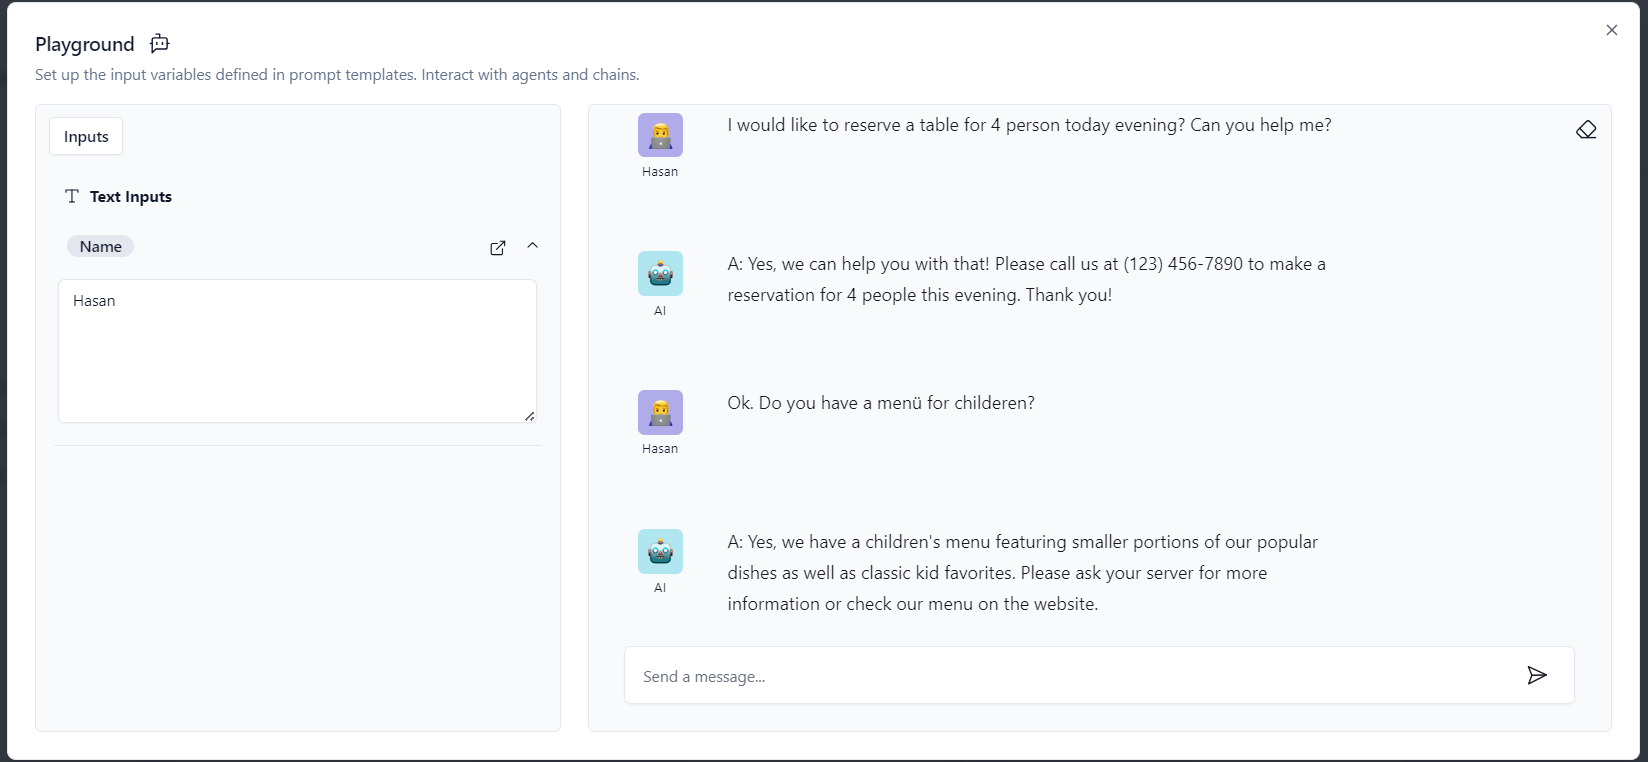 Playground
Set up the input variables defined in prompt templates. Interact with agents and chains.
Inputs
Text Inputs
Name
Hasan
I would like to reserve a table for 4 person today evening? Can you help me?
Hasan
A: Yes, we can help you with that! Please call us at (123) 456-7890 to make a
reservation for 4 people this evening. Thank you!
AI
Ok. Do you have a menü for childeren?
Hasan
A: Yes, we have a children's menu featuring smaller portions of our popular
dishes as well as classic kid favorites. Please ask your server for more
information or check our menu on the website.
AI
Send a message...